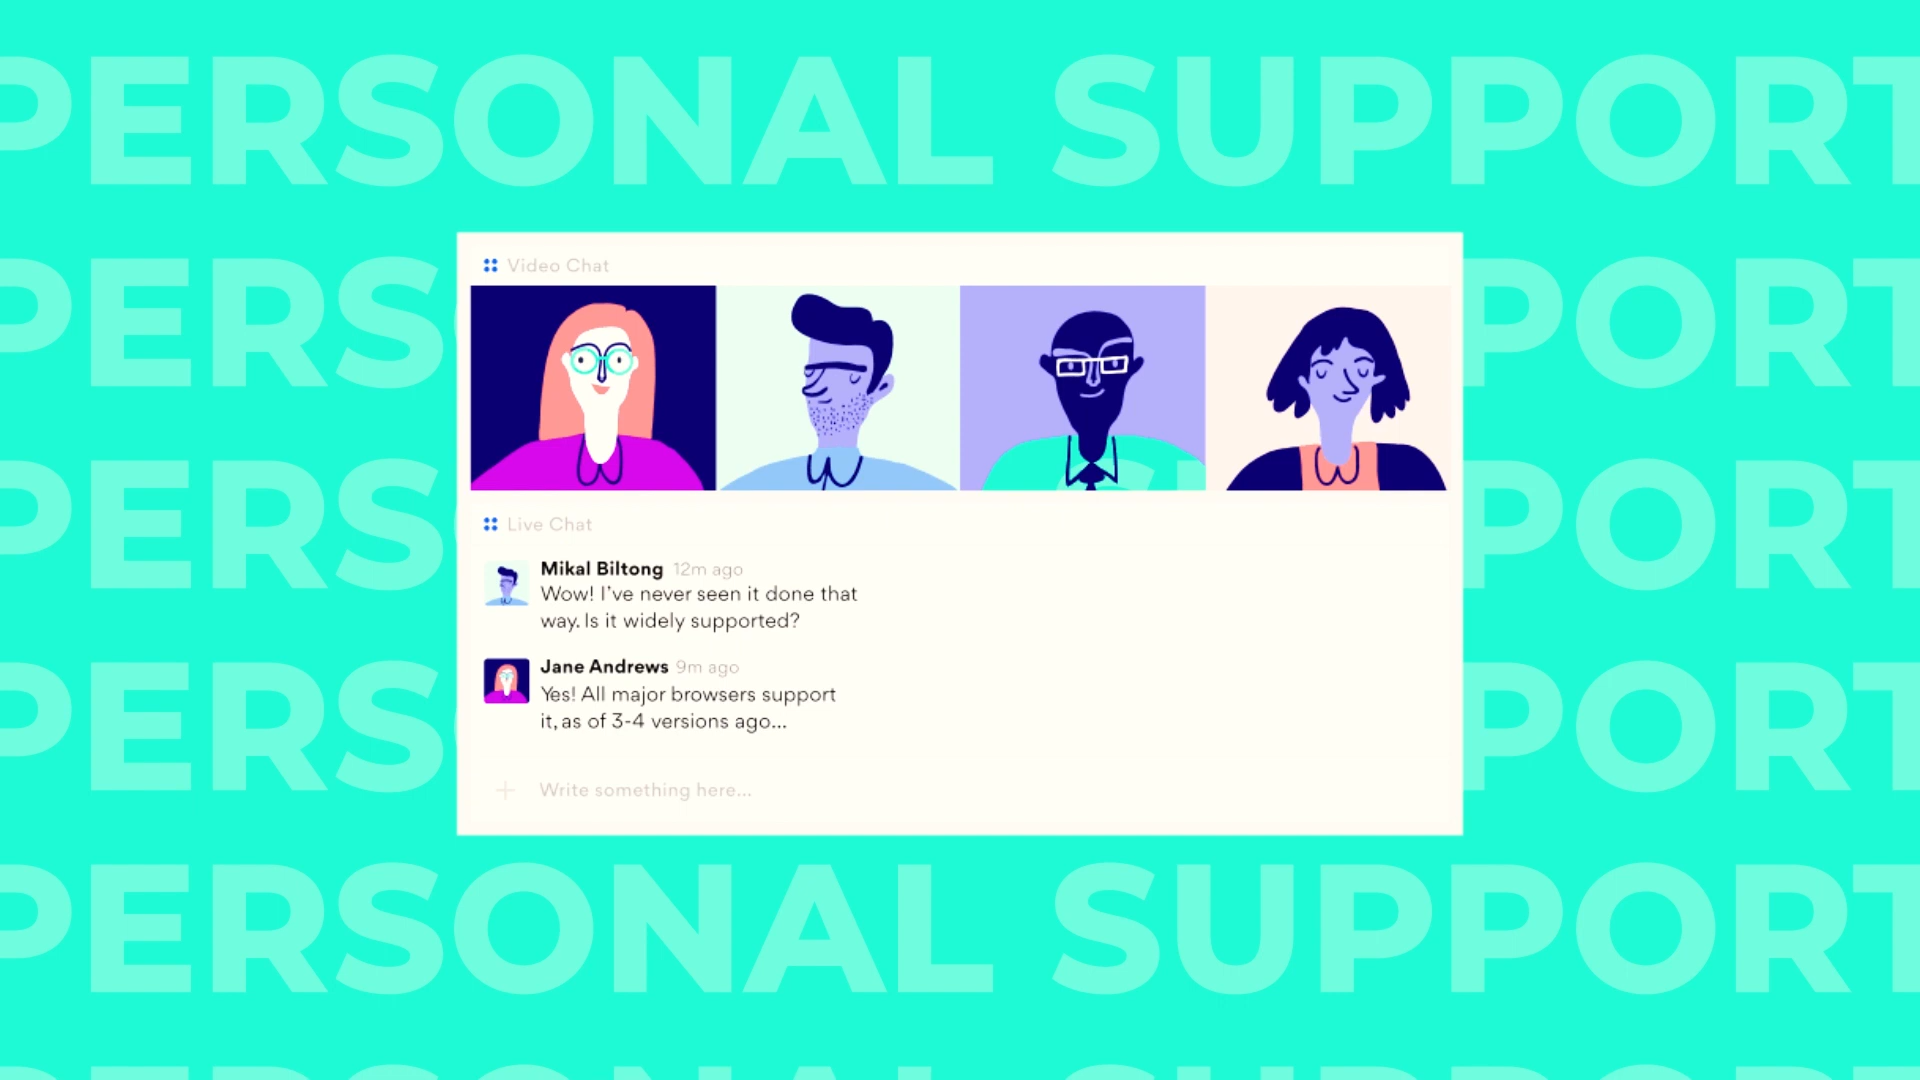 PERSONAL SUPPORT
PERS PORT
Video Chat
PERS PORT
Live Chat
Mikal Biltong 12m ago
Wow! I've never seen it done that
way. Is it widely supported?
PERS PORT
Jane Andrews 9m ago
Yes! All major browsers support
it, as of 3-4 versions ago...
Write something here...
PERSONAL SUPPORT
PERSONAL SUPPORT